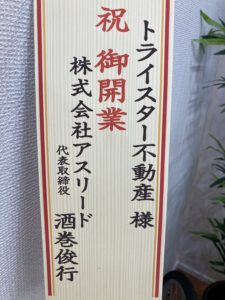 トライスター不動産 様
祝 御開業
株式会社アスリード
代表取締役 酒巻俊行